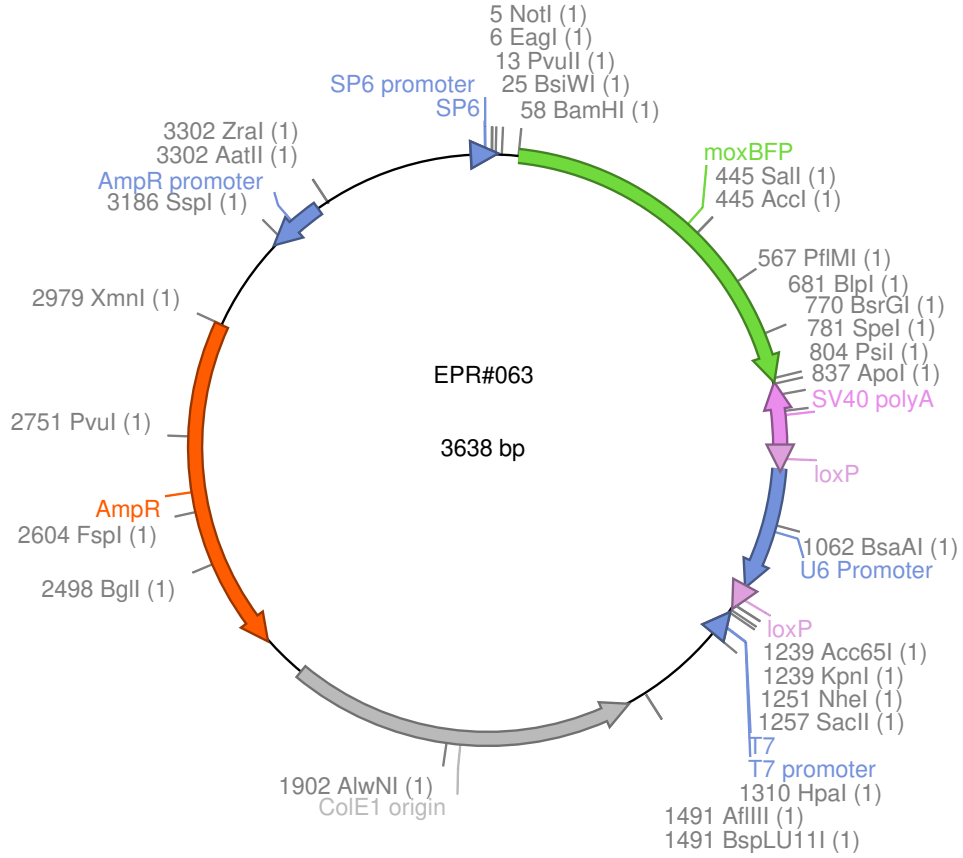 5 NotI (1)
6 EagI (1)
13 PvuII (1)
25 BsiWI (1)
58 BamHI (1)
SP6 promoter
SP6
moxBFP
445 SalI (1)
445 AccI (1)
567 PflMI (1)
681 BlpI (1)
770 BsrGI (1)
781 SpeI (1)
804 PsiI (1)
837 ApoI (1)
SV40 polyA
loxP
1062 BsaAI (1)
U6 Promoter
loxP
1239 Acc65I (1)
1239 KpnI (1)
1251 NheI (1)
1257 SacII (1)
T7
T7 promoter
1310 HpaI (1)
1491 AflIII (1)
1491 BspLU11I (1)
1902 AlwNI (1)
ColE1 origin
2498 BglI (1)
2604 FspI (1)
AmpR
2751 PvuI (1)
2979 XmnI (1)
3186 SspI (1)
AmpR promoter
3302 AatII (1)
3302 ZraI (1)
EPR#063
3638 bp